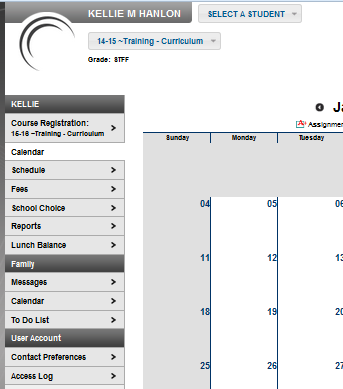 KELLIE M HANLON
SELECT A STUDENT
14-15 ~Training - Curriculum
Grade: STFF
KELLIE
Course Registration:
15-16 ~Training - Curriculum
Calendar
Schedule
Fees
School Choice
Reports
Lunch Balance
Family
Messages
Calendar
To Do List
User Account
Contact Preferences
Access Log
Ja
Assignmen
Sunday Monday Tuesday
04 05 06
11 12 13
18 19 20
25 26 27